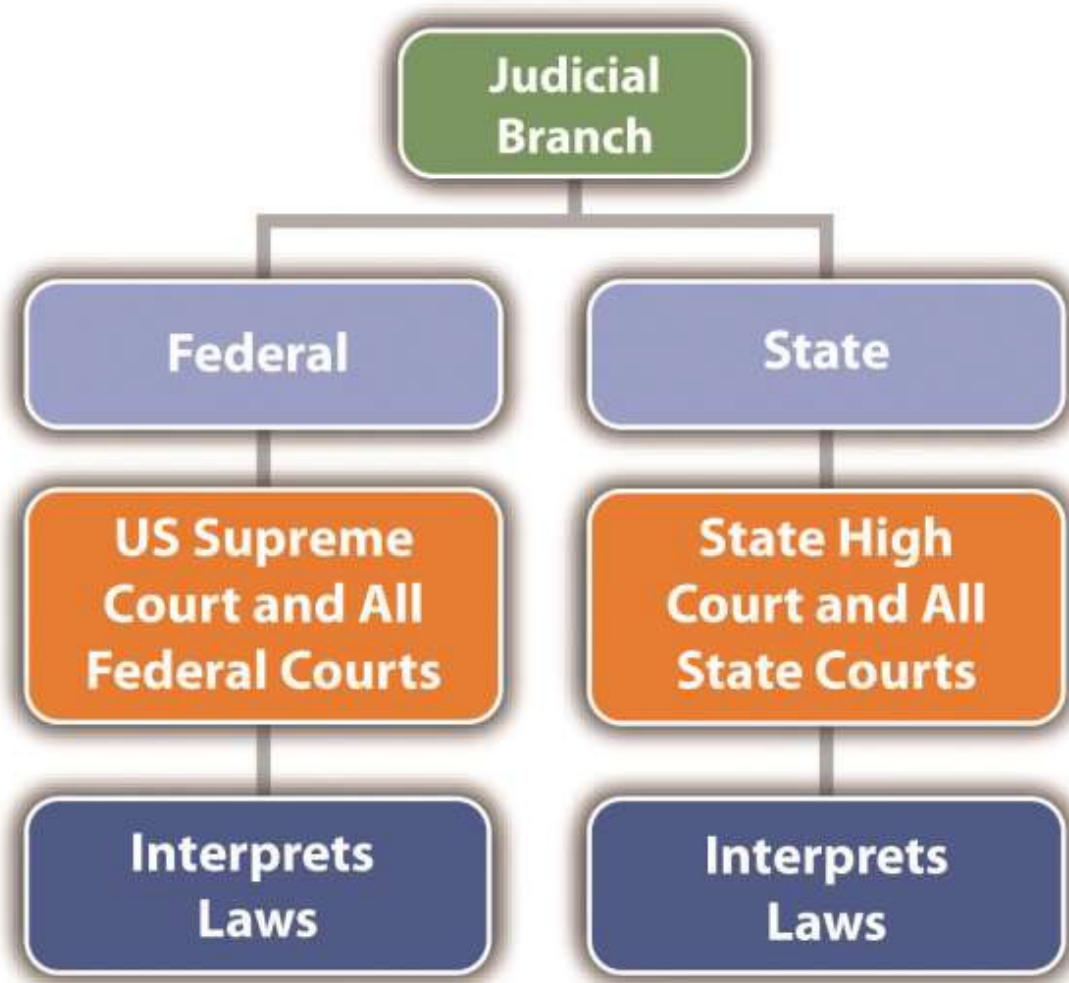 Judicial
Branch
Federal
State
US Supreme
Court and All
Federal Courts
State High
Court and All
State Courts
Interprets
Laws
Interprets
Laws